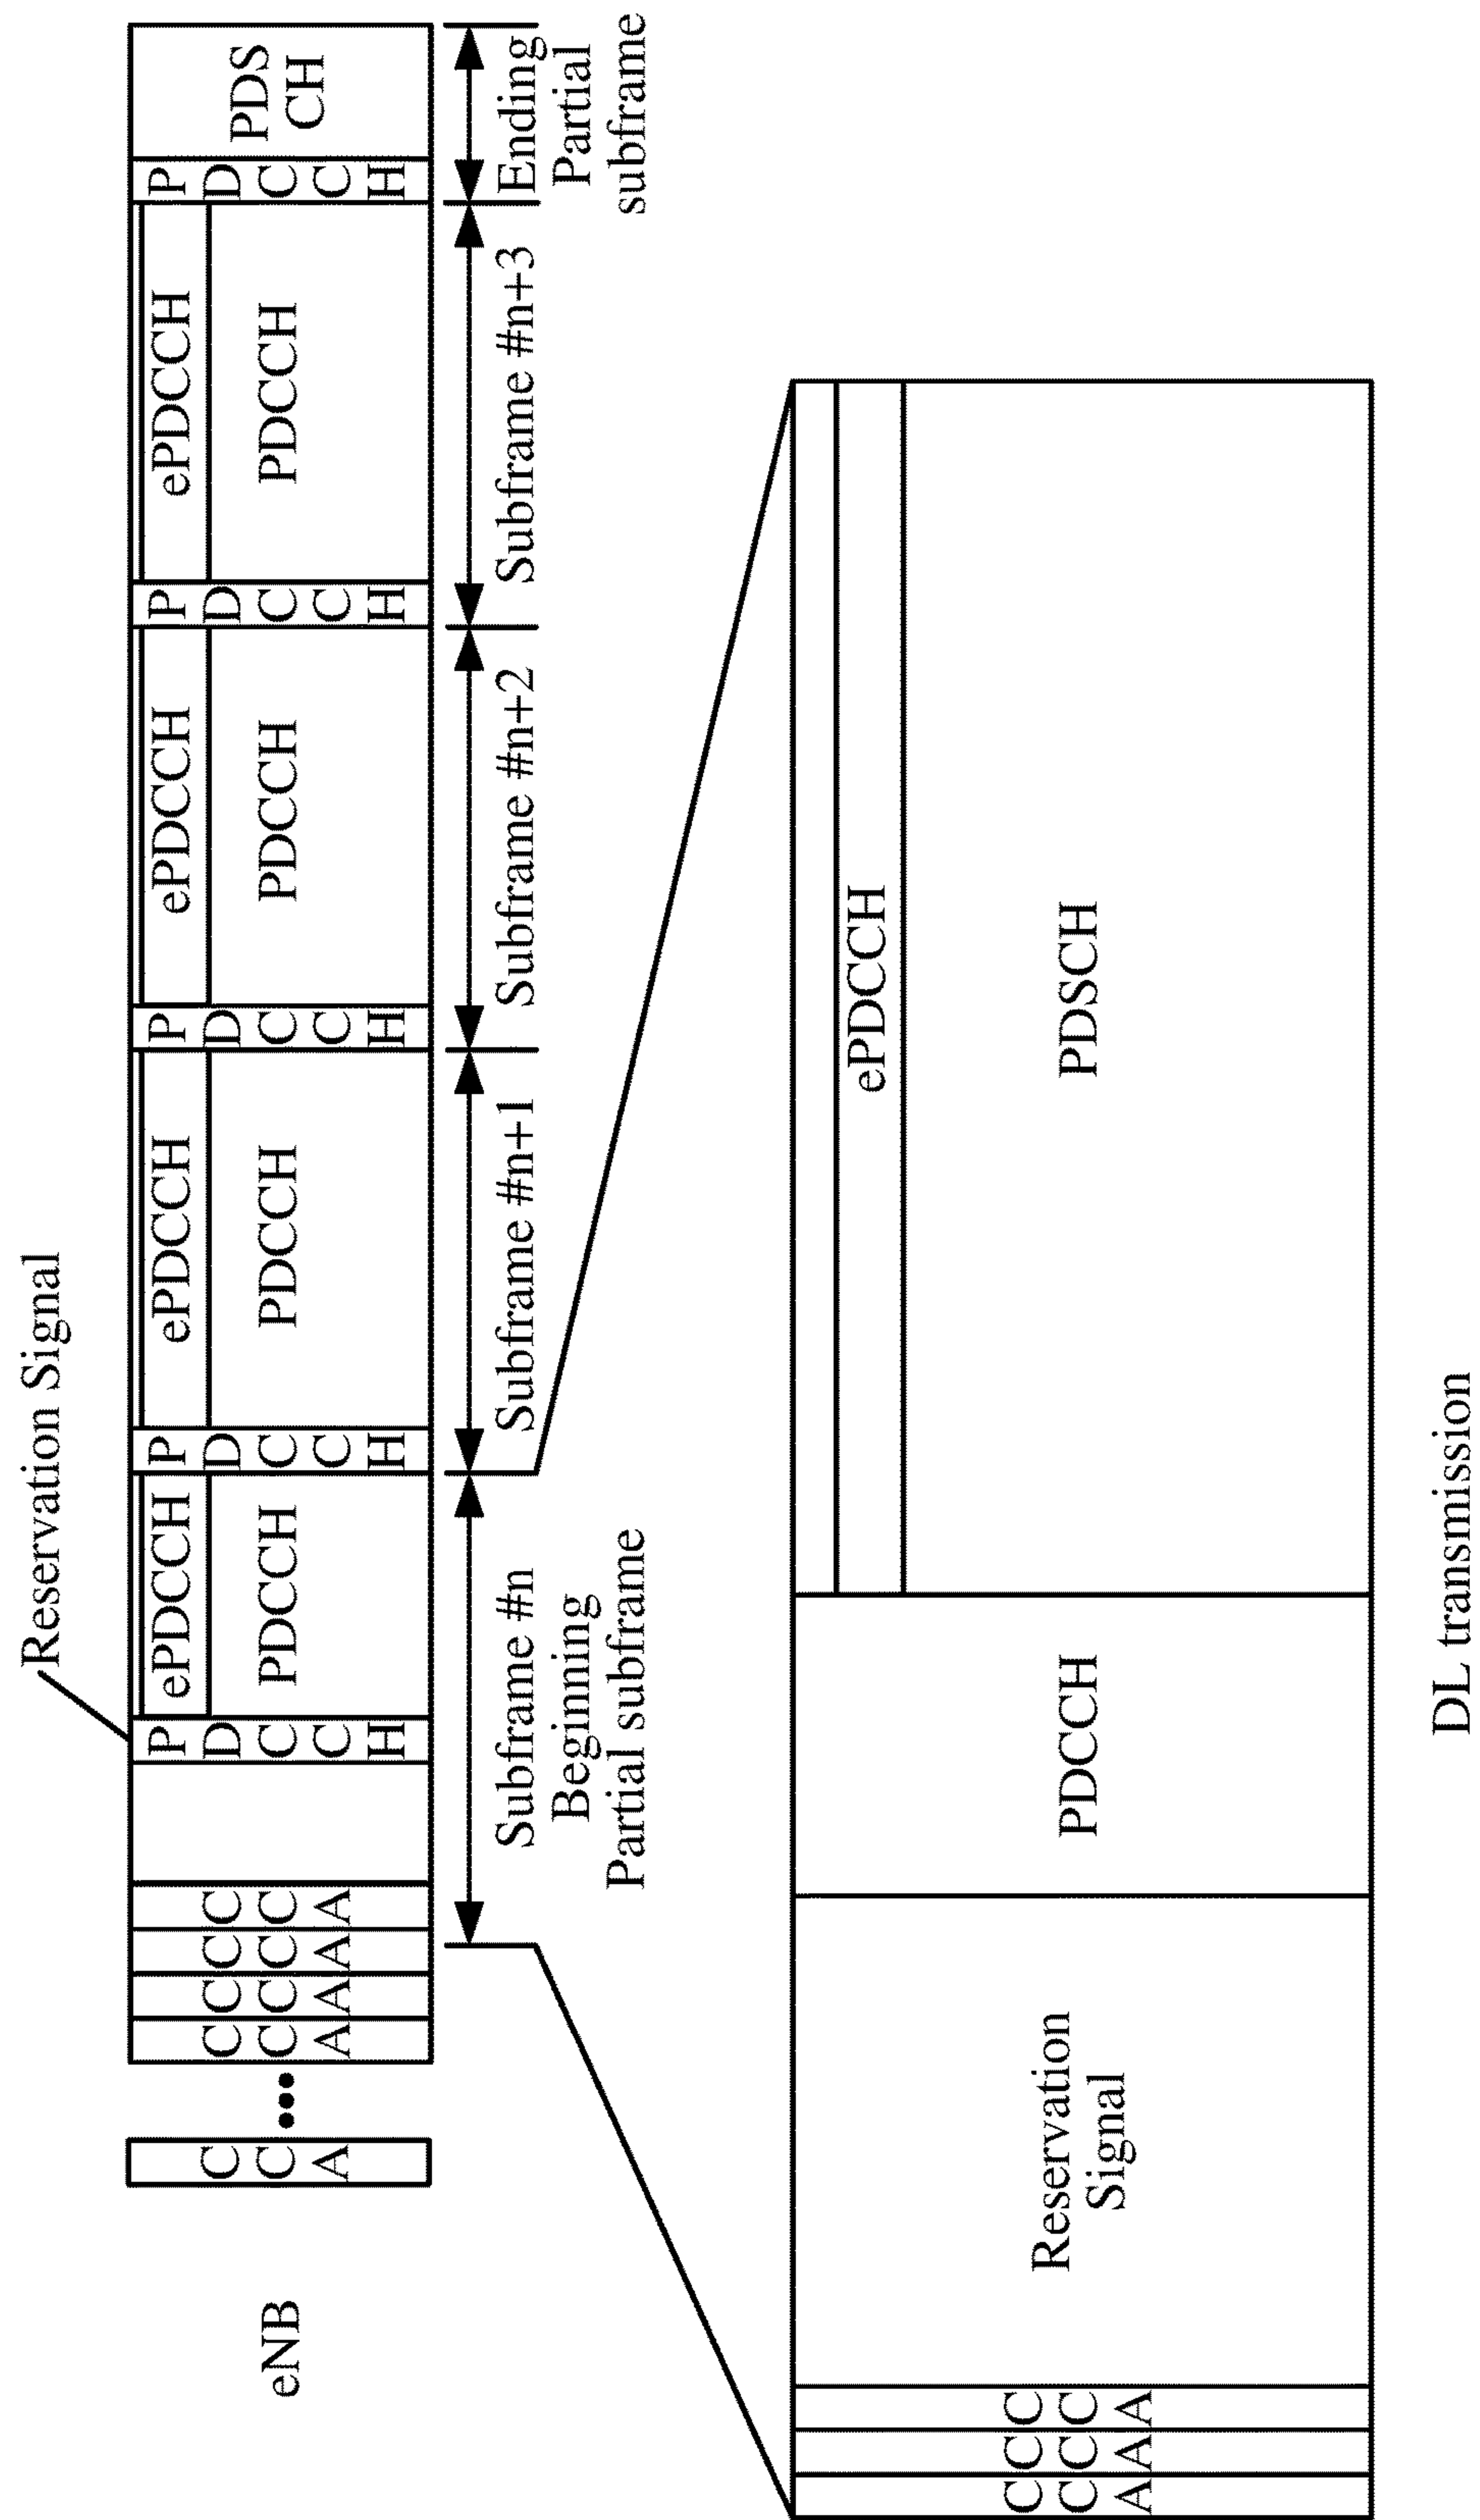 Reservation Signal
eNB
CCA
•••
CCA
CCA
CCA
CCA
PDCCH
ePDCCH
PDCCH
PDCCH
ePDCCH
PDCCH
PDCCH
ePDCCH
PDCCH
PDCCH
ePDCCH
PDCCH
PDCCH
PDS
CH
Subframe #n
Beginning
Partial subframe
Subframe #n+1
Subframe #n+2
Subframe #n+3
Ending
Partial
subframe
CCA
CCA
CCA
Reservation
Signal
PDCCH
ePDCCH
PDSCH
DL transmission